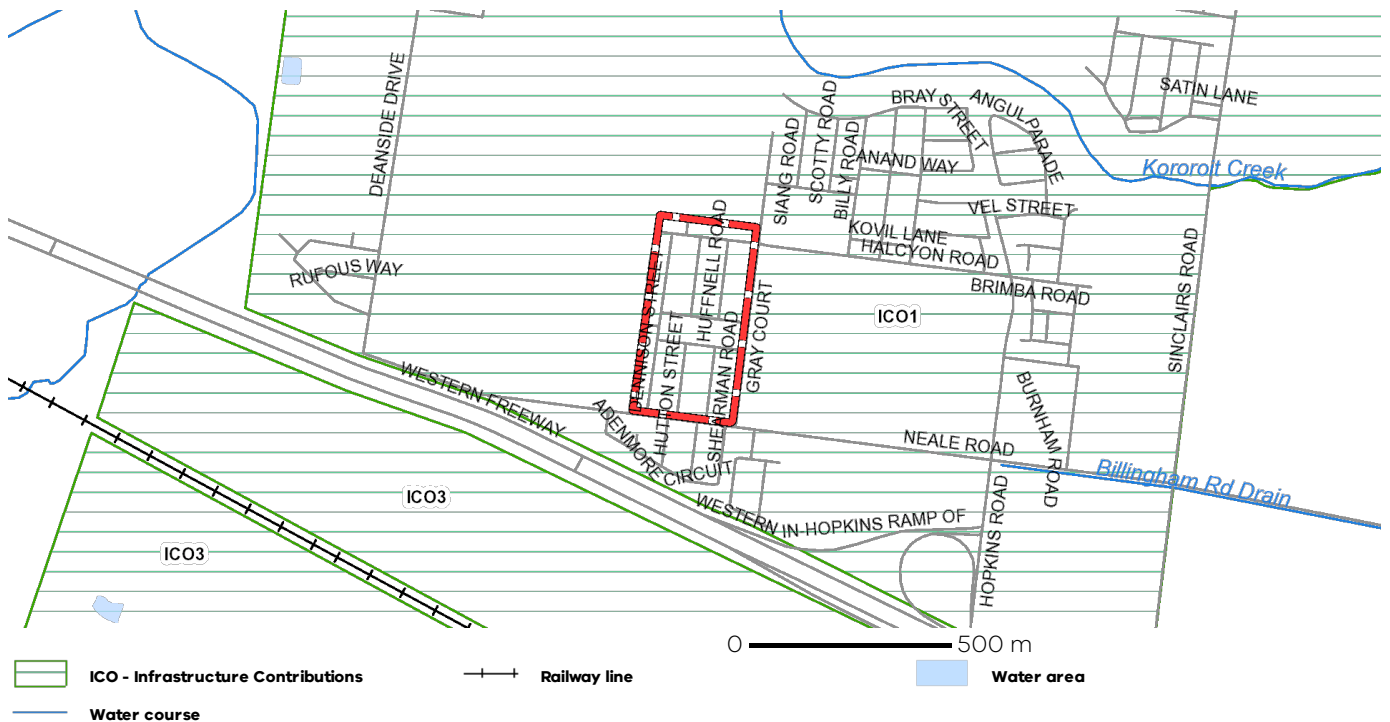 SATIN LANE
BRAY STREET
ANGUL PARADE
DEANSIDE DRIVE
SCOTTY ROAD
SIANG ROAD
BILLY ROAD
ANAND WAY
Kororoit Creek
VEL STREET
KOVIL LANE
HALCYON ROAD
RUFOUS WAY
HUFFNELL ROAD
DENNISON STREET
BRIMBA ROAD
SINCLAIRS ROAD
ICO1
GRAY COURT
HUTTON STREET
SHEARMAN ROAD
WESTERN FREEWAY
BURNHAM ROAD
ADENMORE CIRCUIT
NEALE ROAD
Billingham Rd Drain
ICO3
WESTERN
IN-HOPKINS RAMP OF
HOPKINS ROAD
ICO3
0 500 m
ICO - Infrastructure Contributions
Railway line
Water area
Water course